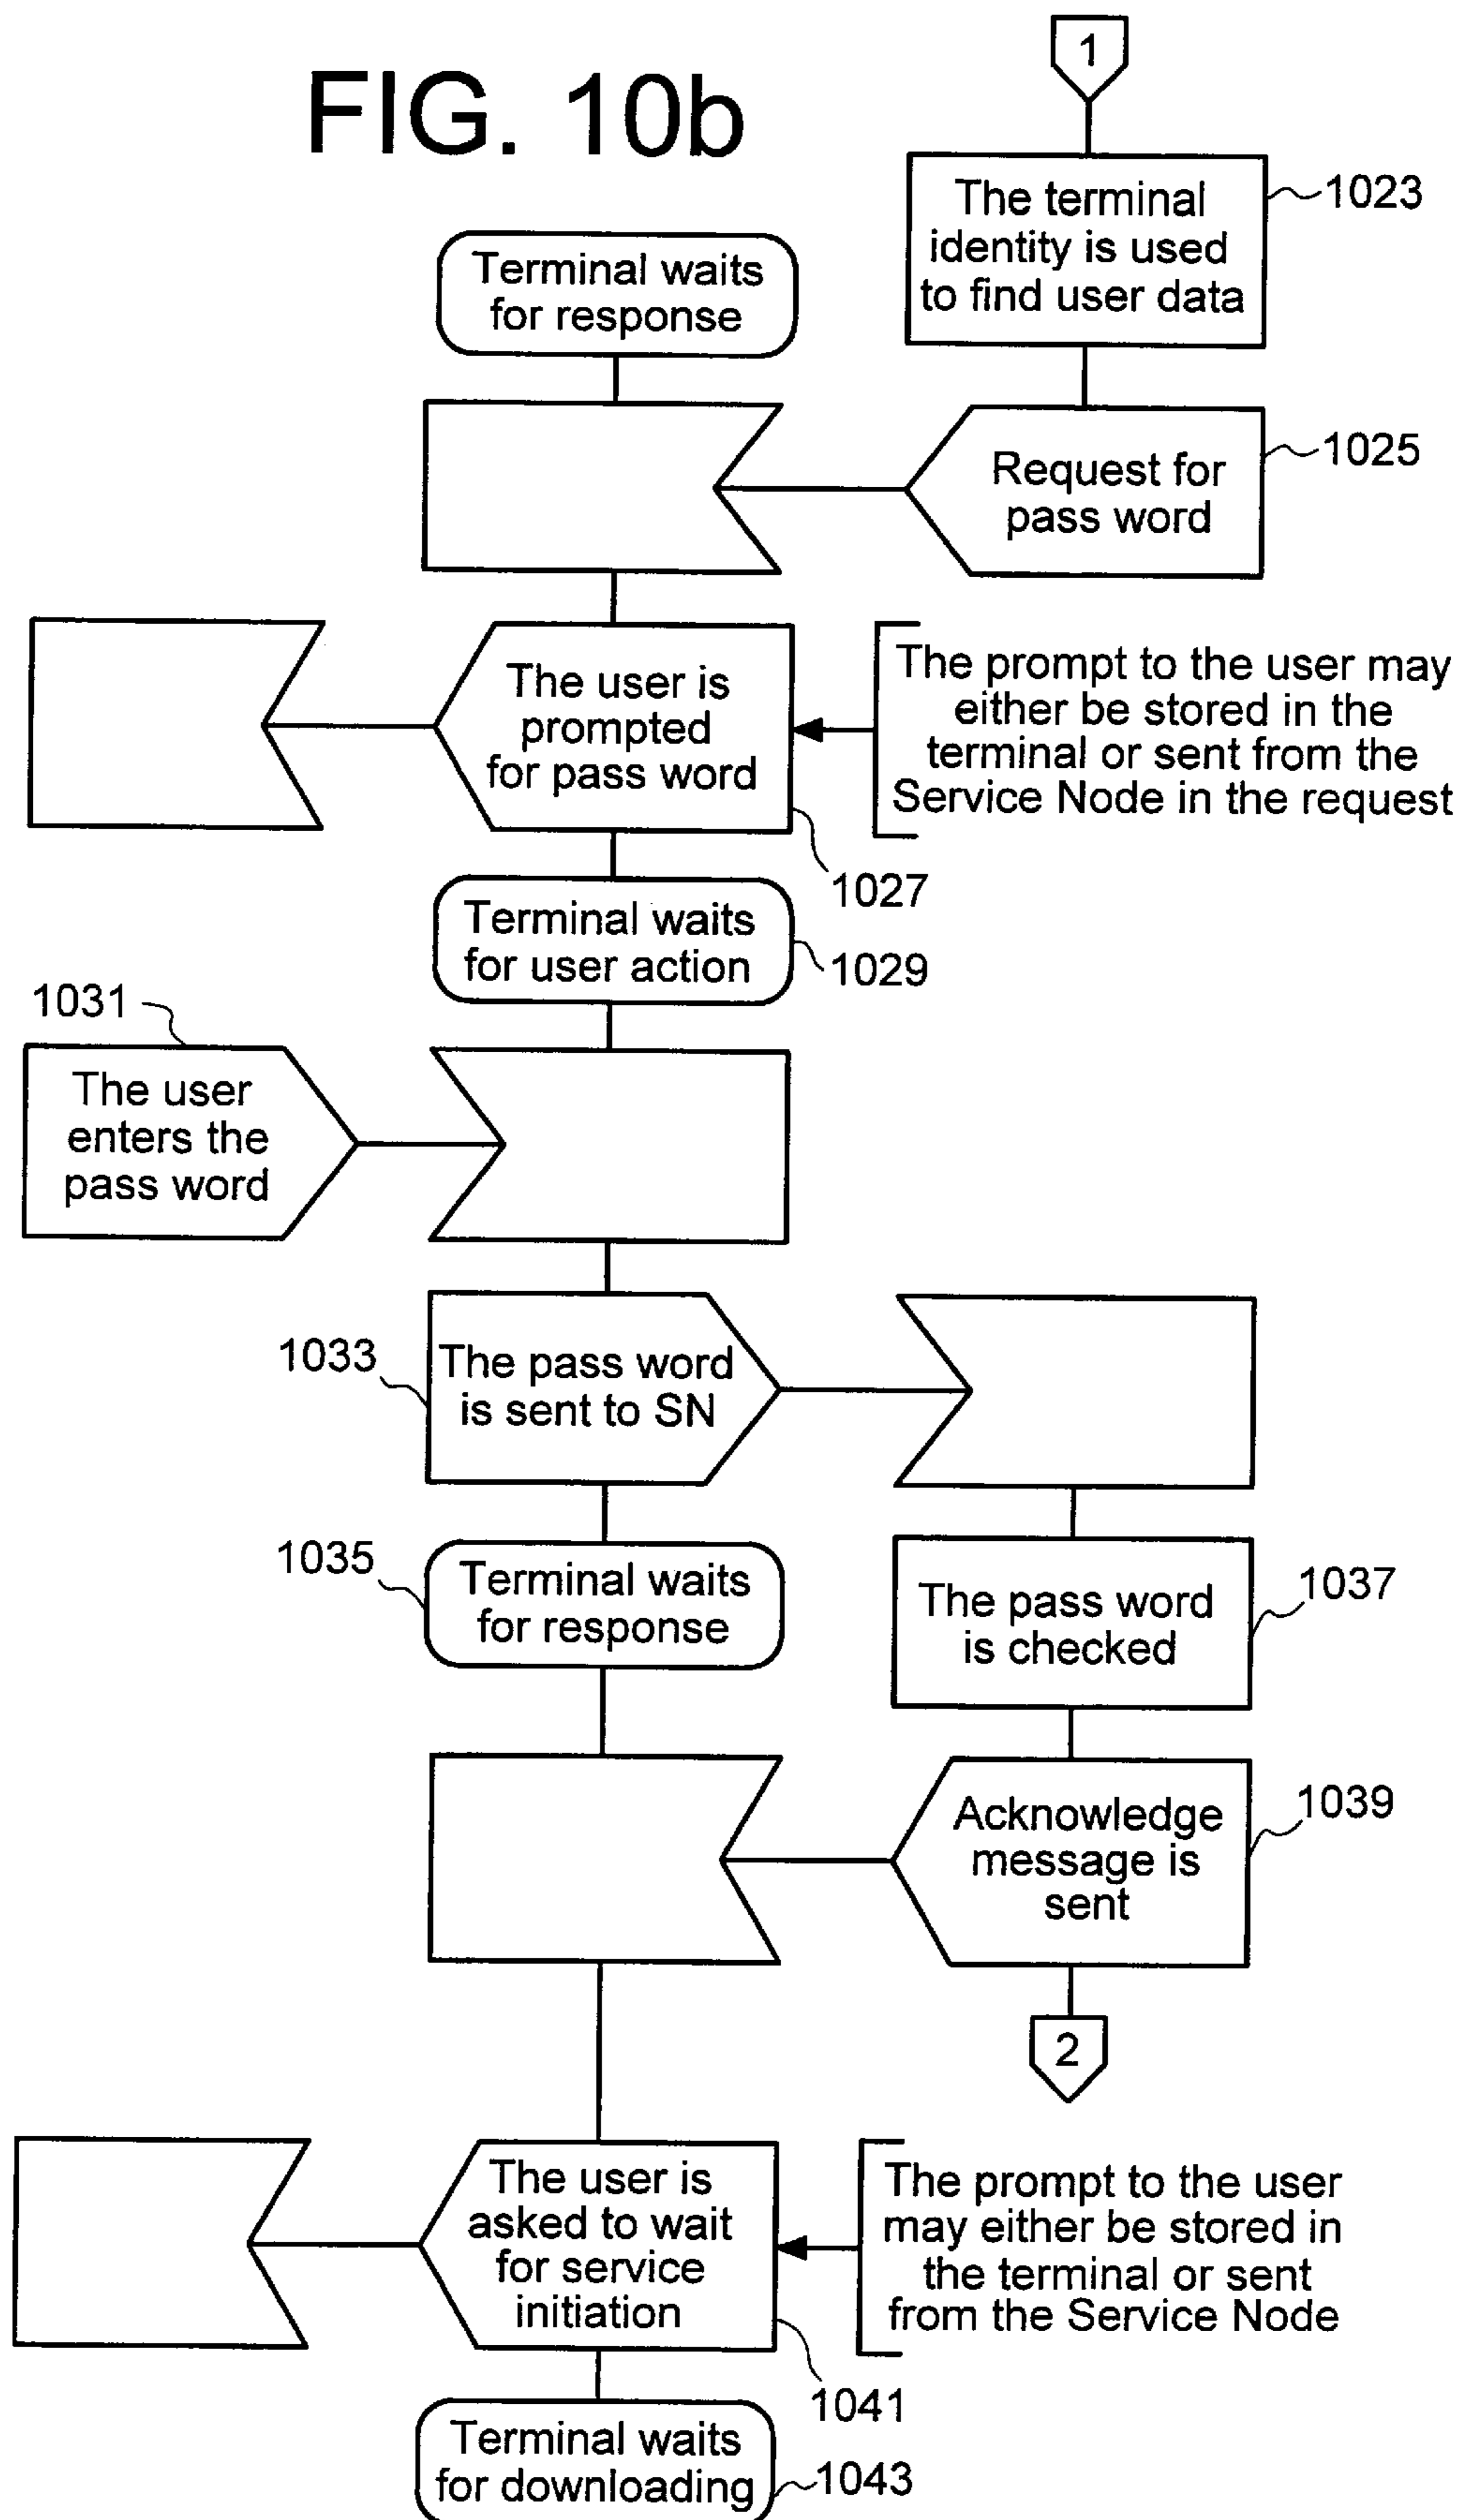 FIG. 10b
1
The terminal
identity is used
to find user data
1023
Terminal waits
for response
Request for
pass word
1025
The user is
prompted
for pass word
1027
The prompt to the user may
either be stored in the
terminal or sent from the
Service Node in the request
Terminal waits
for user action
1029
1031
The user
enters the
pass word
1033
The pass word
is sent to SN
1035
Terminal waits
for response
The pass word
is checked
1037
Acknowledge
message is
sent
1039
2
The user is
asked to wait
for service
initiation
1041
The prompt to the user
may either be stored in
the terminal or sent
from the Service Node
Terminal waits
for downloading
1043